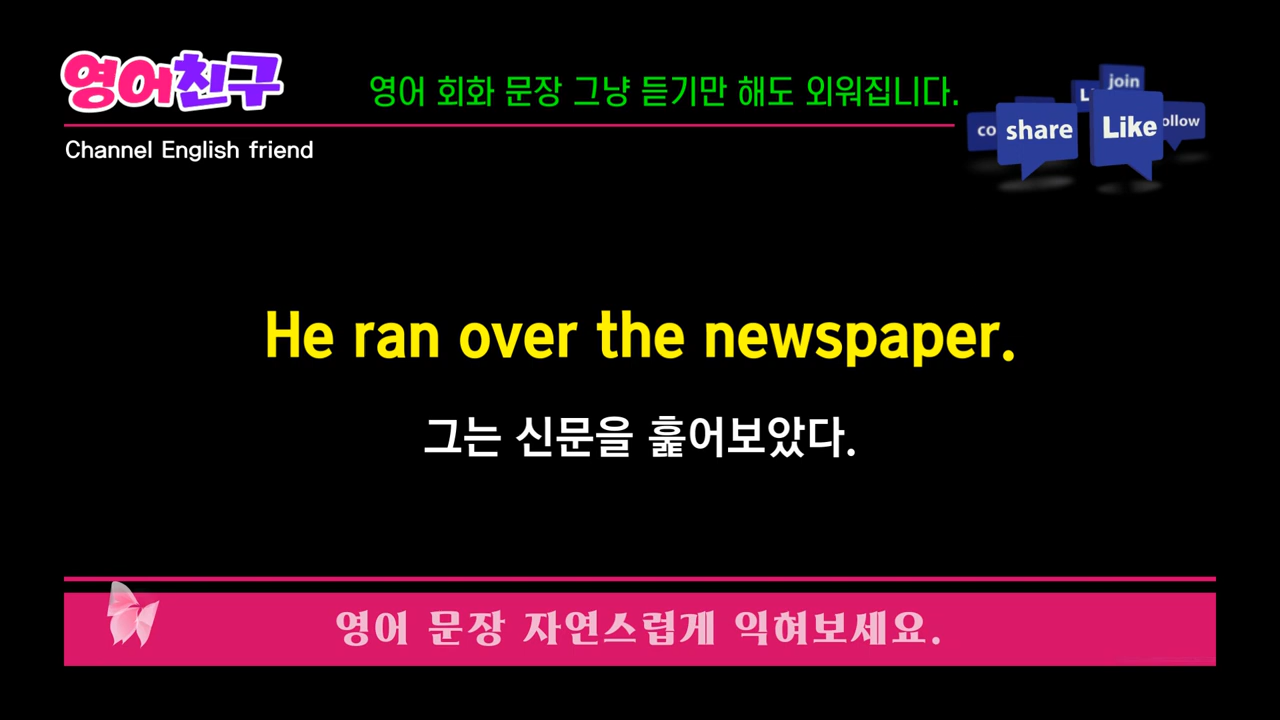 영어친구
영어 회화 문장 그냥 듣기만 해도 외워집니다.
Channel English friend
join
share
Like
He ran over the newspaper.
그는 신문을 훑어보았다.
영어 문장 자연스럽게 익혀보세요.